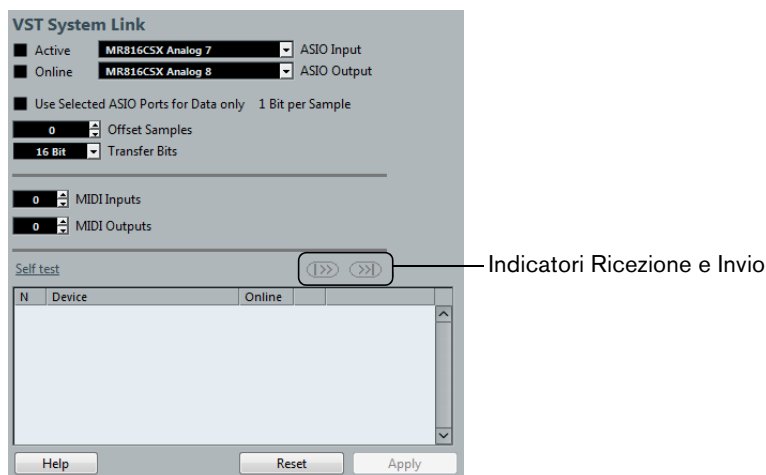 VST System Link
Active MR816CSX Analog 7 ASIO Input
Online MR816CSX Analog 8 ASIO Output
Use Selected ASIO Ports for Data only 1 Bit per Sample
0 Offset Samples
16 Bit Transfer Bits
0 MIDI Inputs
0 MIDI Outputs
Self test
Indicatori Ricezione e Invio
N Device Online
Help Reset Apply